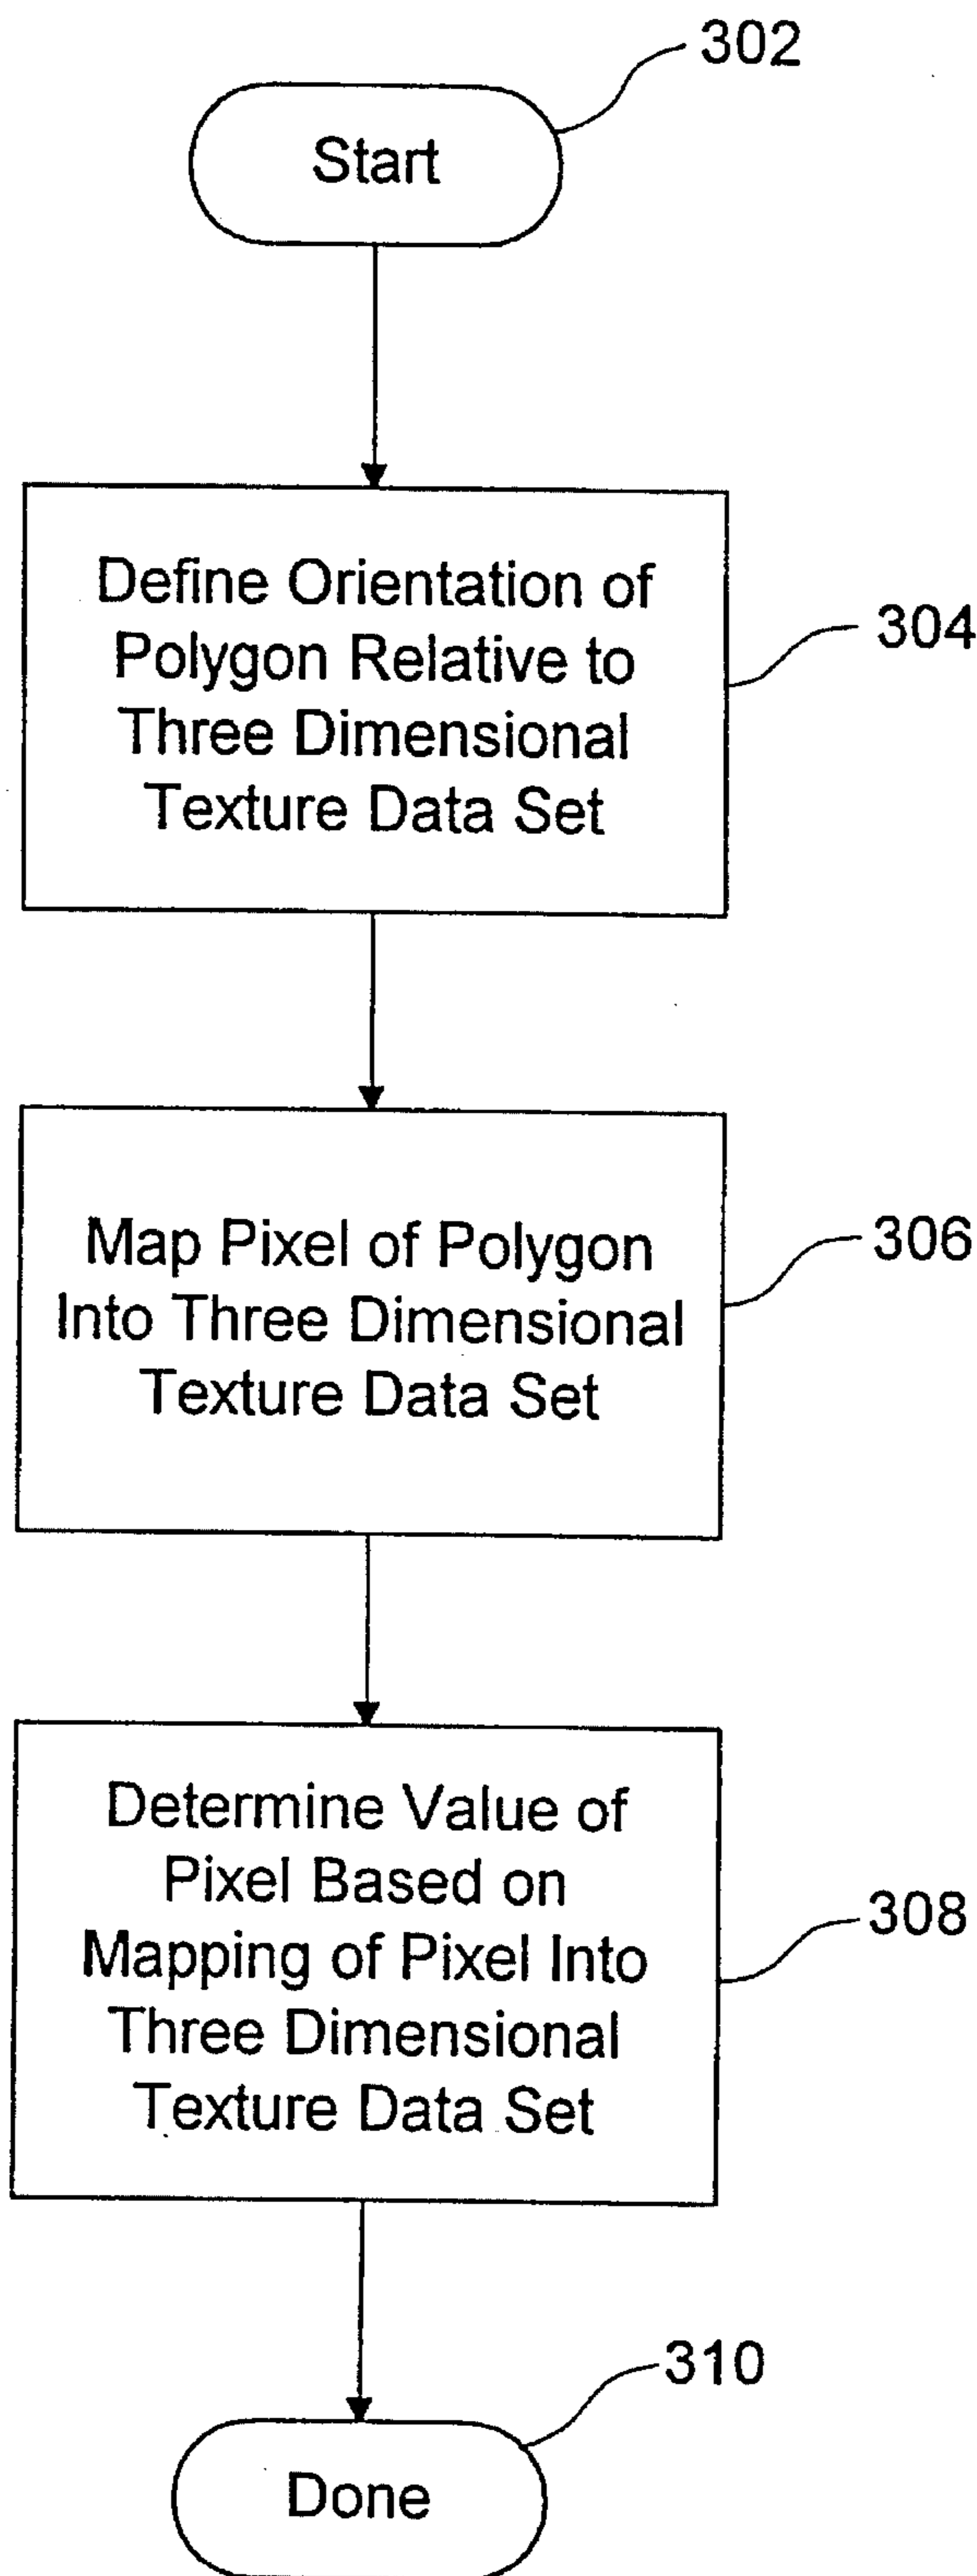 302
Start
Define Orientation of
Polygon Relative to
Three Dimensional
Texture Data Set
304
Map Pixel of Polygon
Into Three Dimensional
Texture Data Set
306
Determine Value of
Pixel Based on
Mapping of Pixel Into
Three Dimensional
Texture Data Set
308
310
Done